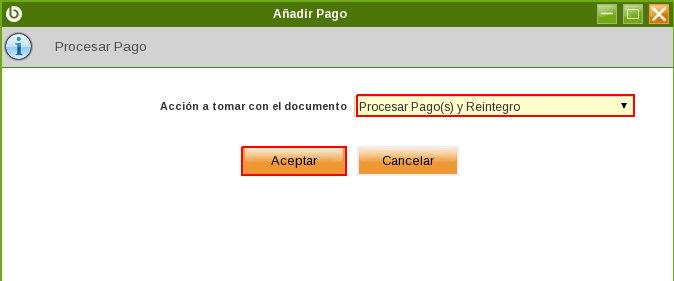 Añadir Pago
Procesar Pago
Acción a tomar con el documento
Procesar Pago(s) y Reintegro
Aceptar
Cancelar